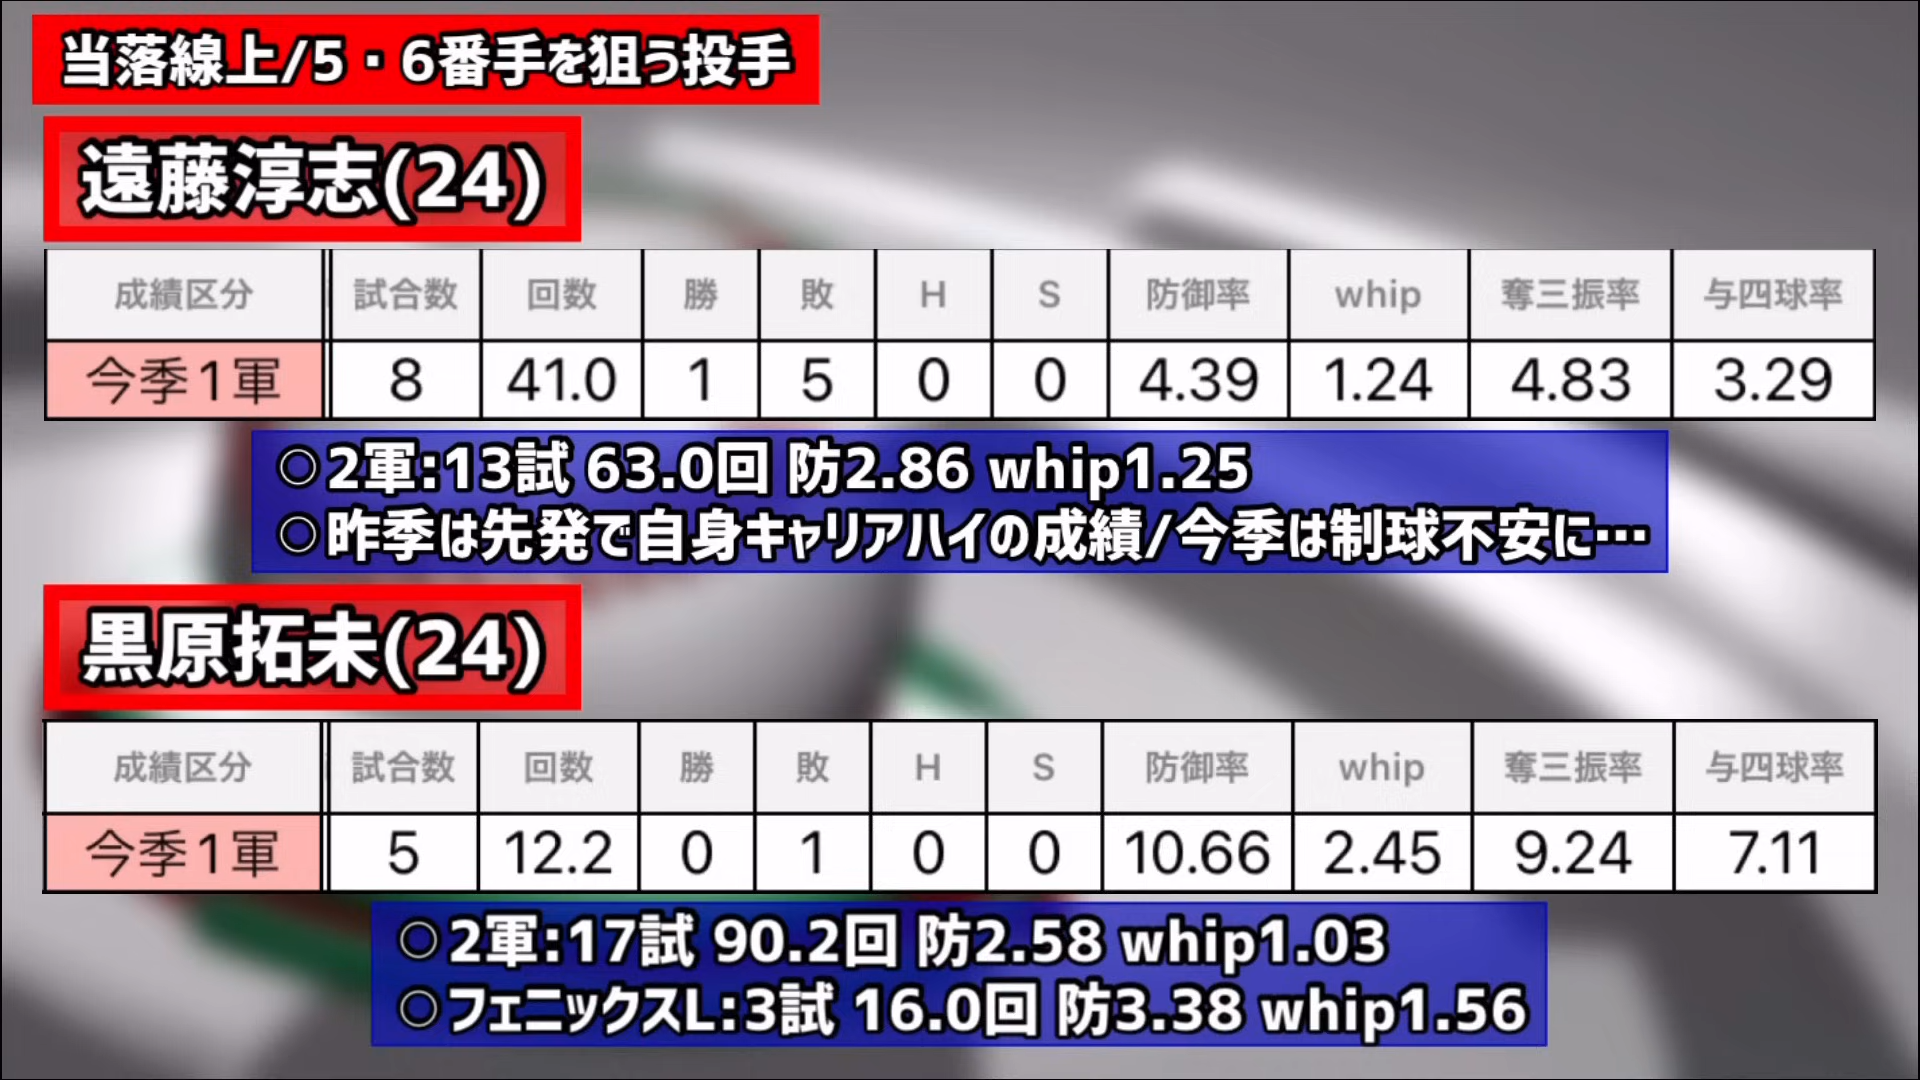 当落線上/5・6番手を狙う投手
遠藤淳志(24)
成績区分 試合数 回数 勝 敗 H S 防御率 whip 奪三振率 与四球率
今季1軍 8 41.0 1 5 0 0 4.39 1.24 4.83 3.29
○2軍:13試 63.0回 防2.86 whip1.25
○昨季は先発で自身キャリアハイの成績/今季は制球不安に…
黒原拓未(24)
成績区分 試合数 回数 勝 敗 H S 防御率 whip 奪三振率 与四球率
今季1軍 5 12.2 0 1 0 0 10.66 2.45 9.24 7.11
○2軍:17試 90.2回 防2.58 whip1.03
○フェニックスL:3試 16.0回 防3.38 whip1.56